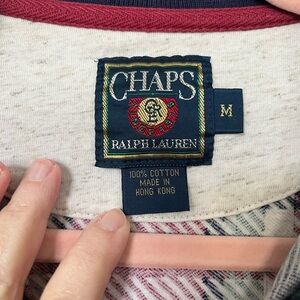 CHAPS
RALPH LAUREN
M
100% COTTON
MADE IN
HONG KONG